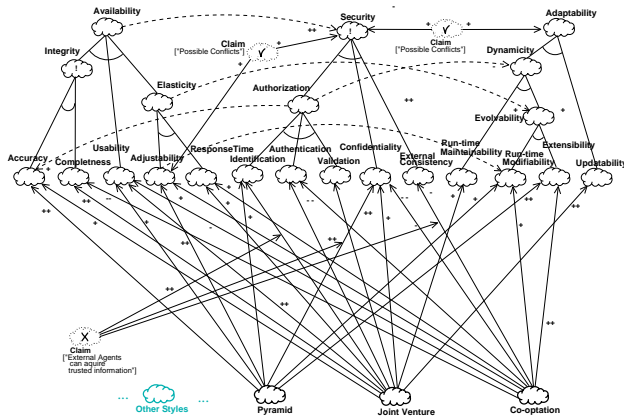 Availability
Security
Adaptability
Claim
["Possible Conflicts"]
Claim
["Possible Conflicts"]
Integrity
!
!
Dynamicity
Elasticity
Authorization
Evolvability
Accuracy
Completness
Usability
Adjustability
ResponseTime
Identification
Authentication
Validation
Confidentiality
External
Consistency
Run-time
Maintainability
Run-time
Modifiability
Extensibility
Updatability
Claim
["External Agents
can aquire
trusted information"]
... Other Styles ...
Pyramid
Joint Venture
Co-optation